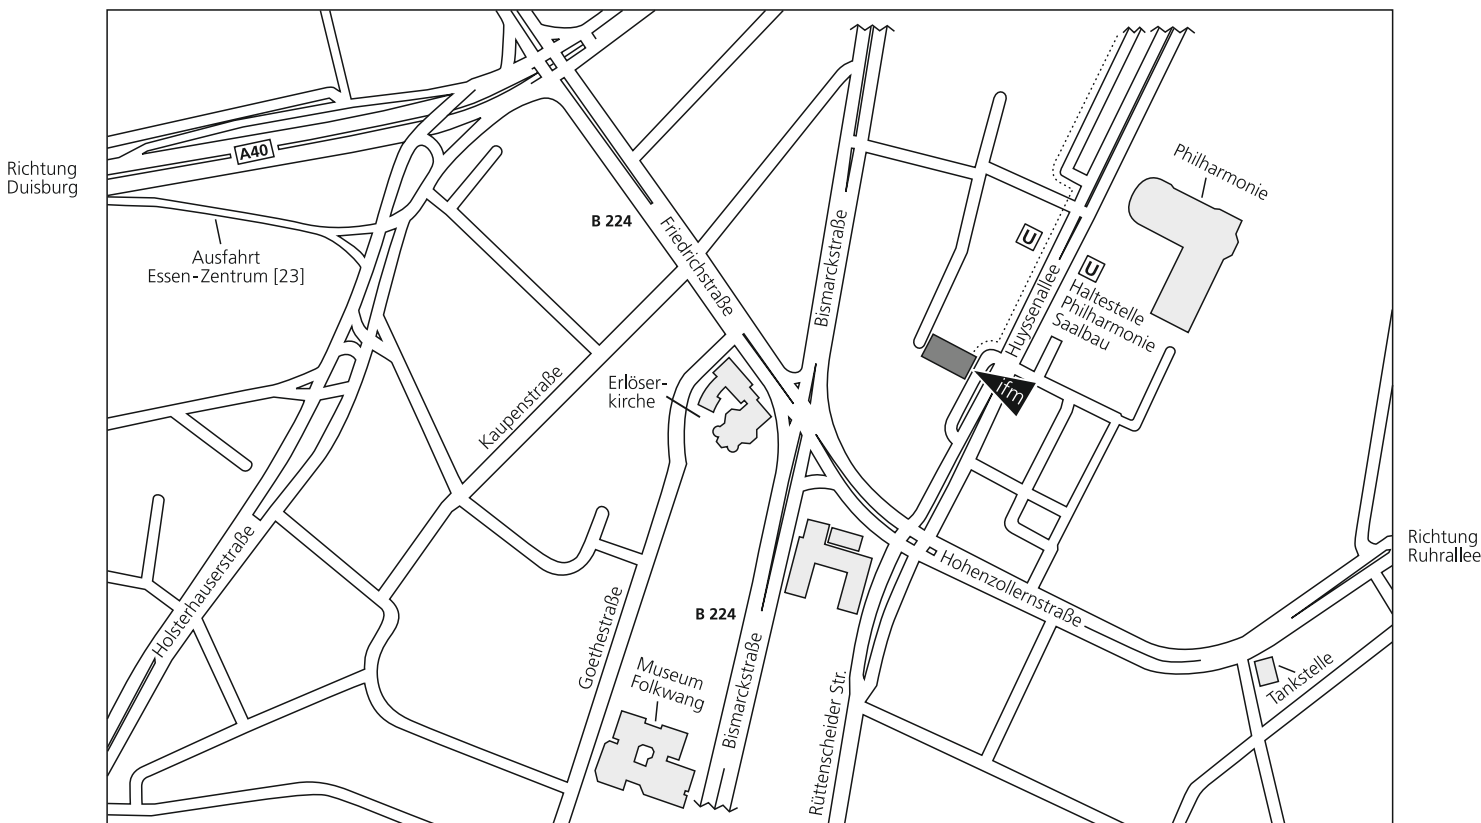 Richtung
Duisburg
A40
Ausfahrt
Essen-Zentrum [23]
B 224
Friedrichstraße
Bismarckstraße
Philharmonie
U
U
Haltestelle
Philharmonie
Saalbau
Huyssenallee
ifm
Erlöser-
kirche
Kaupenstraße
Holsterhauserstraße
Goethestraße
B 224
Museum
Folkwang
Bismarckstraße
Rüttenscheider Str.
Hohenzollernstraße
Richtung
Ruhrallee
Tankstelle